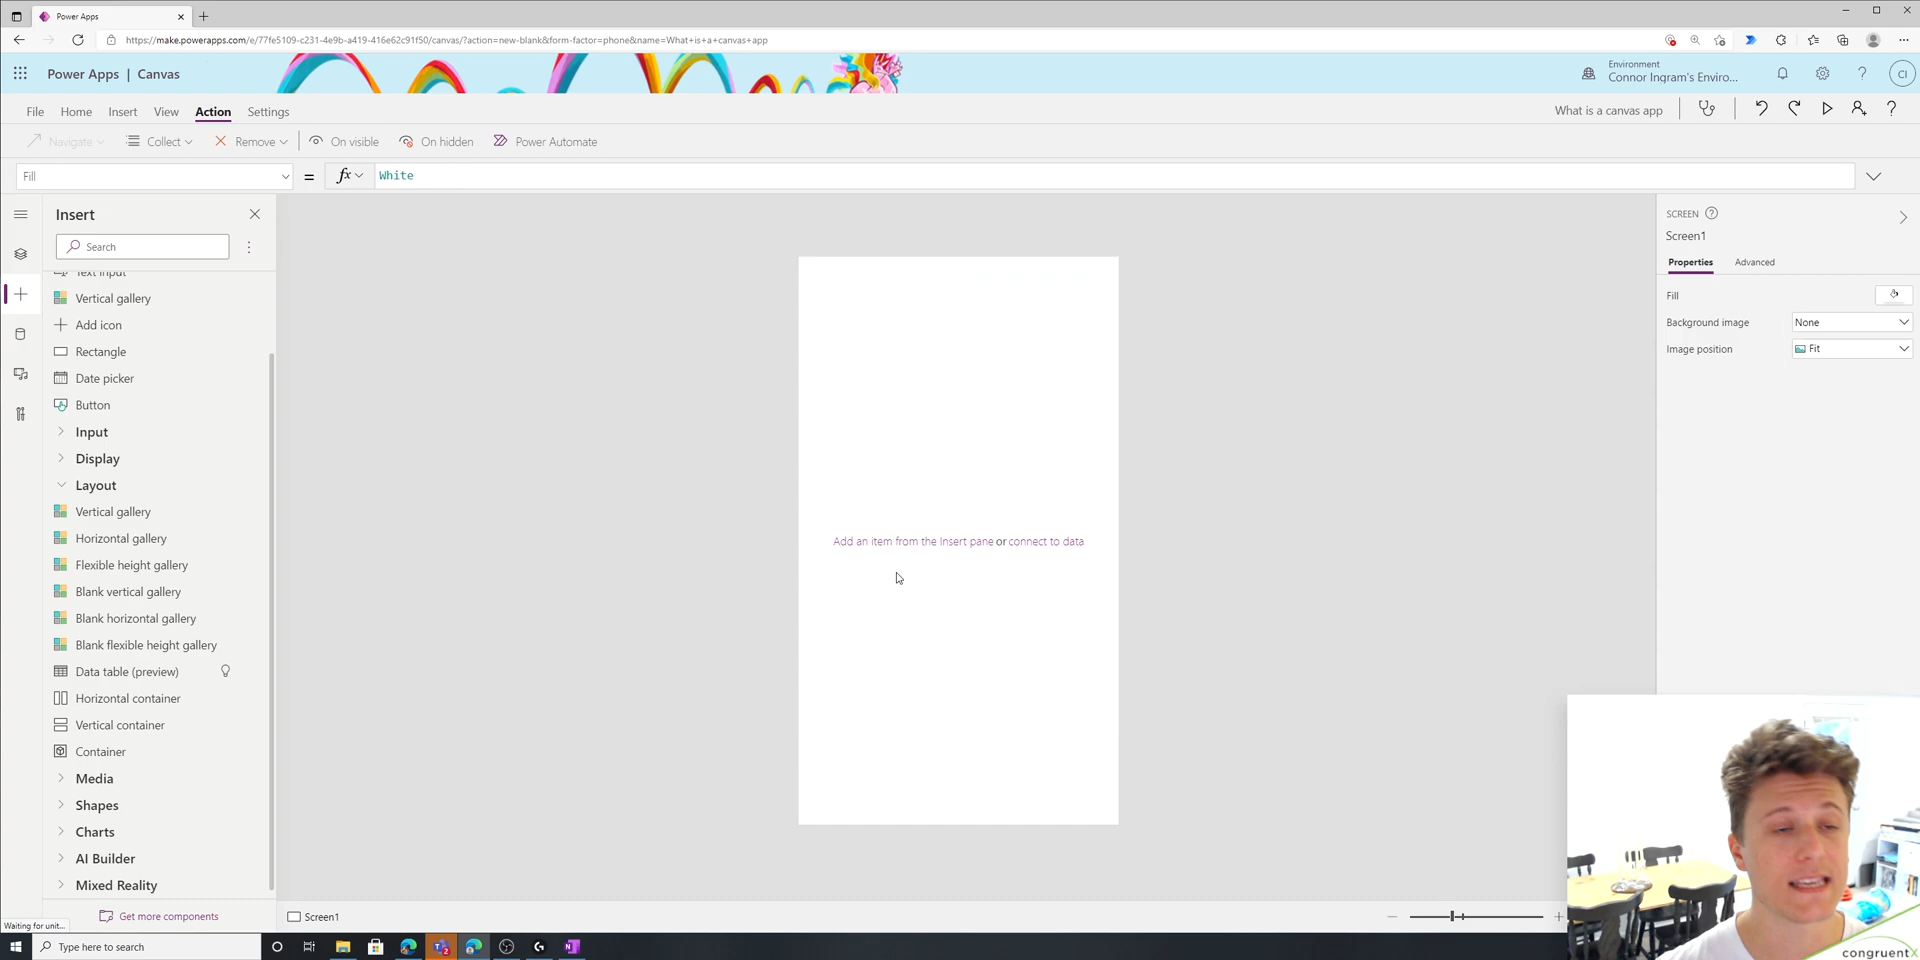 Power Apps
https://make.powerapps.com/e/77fe5109-c231-4e9b-a419-416e62c91f50/canvas/?action=new-blank&form-factor=phone&name=What+is+a+canvas+app
Power Apps | Canvas
Environment
Connor Ingram's Enviro...
CI
File Home Insert View Action Settings
What is a canvas app
Navigate Collect Remove On visible On hidden Power Automate
Fill = fx White
Insert
Search
Text input
Vertical gallery
Add icon
Rectangle
Date picker
Button
Input
Display
Layout
Vertical gallery
Horizontal gallery
Flexible height gallery
Blank vertical gallery
Blank horizontal gallery
Blank flexible height gallery
Data table (preview)
Horizontal container
Vertical container
Container
Media
Shapes
Charts
AI Builder
Mixed Reality
Get more components
Add an item from the Insert pane or connect to data
SCREEN
Screen1
Properties Advanced
Fill
Background image None
Image position Fit
Screen1
Waiting for unit...
Type here to search
congruentX